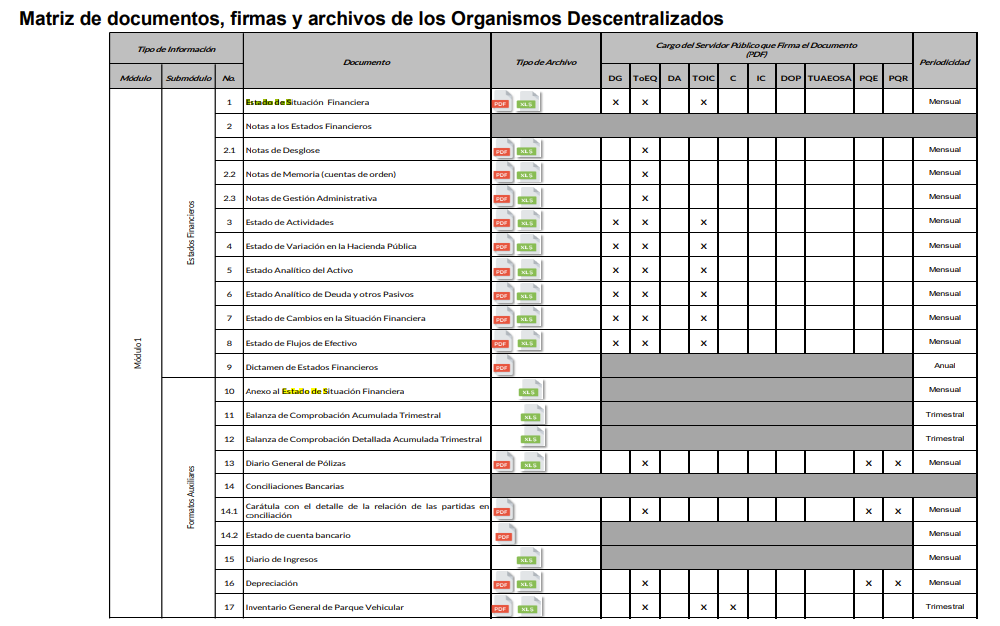 Matriz de documentos, firmas y archivos de los Organismos Descentralizados
Tipo de Información Documento Tipo de Archivo Cargo del Servidor Público que Firma el Documento (PDF) Periodicidad
Módulo Submódulo No. DG ToEQ DA TOIC C IC DOP TUAEOSA PQE PQR
Módulo 1
Estados Financieros
1 Estado de Situación Financiera PDF XLS x x x Mensual
2 Notas a los Estados Financieros
2.1 Notas de Desglose PDF XLS x Mensual
2.2 Notas de Memoria (cuentas de orden) PDF XLS x Mensual
2.3 Notas de Gestión Administrativa PDF XLS x Mensual
3 Estado de Actividades PDF XLS x x x Mensual
4 Estado de Variación en la Hacienda Pública PDF XLS x x x Mensual
5 Estado Analítico del Activo PDF XLS x x x Mensual
6 Estado Analítico de Deuda y otros Pasivos PDF XLS x x x Mensual
7 Estado de Cambios en la Situación Financiera PDF XLS x x x Mensual
8 Estado de Flujos de Efectivo PDF XLS x x x Mensual
9 Dictamen de Estados Financieros PDF Anual
Formatos Auxiliares
10 Anexo al Estado de Situación Financiera XLS Mensual
11 Balanza de Comprobación Acumulada Trimestral XLS Trimestral
12 Balanza de Comprobación Detallada Acumulada Trimestral XLS Trimestral
13 Diario General de Pólizas PDF XLS x x x Mensual
14 Conciliaciones Bancarias
14.1 Carátula con el detalle de la relación de las partidas en
conciliación PDF x x x Mensual
14.2 Estado de cuenta bancario PDF Mensual
15 Diario de Ingresos XLS Mensual
16 Depreciación PDF XLS x x x Mensual
17 Inventario General de Parque Vehicular PDF XLS x x x Trimestral